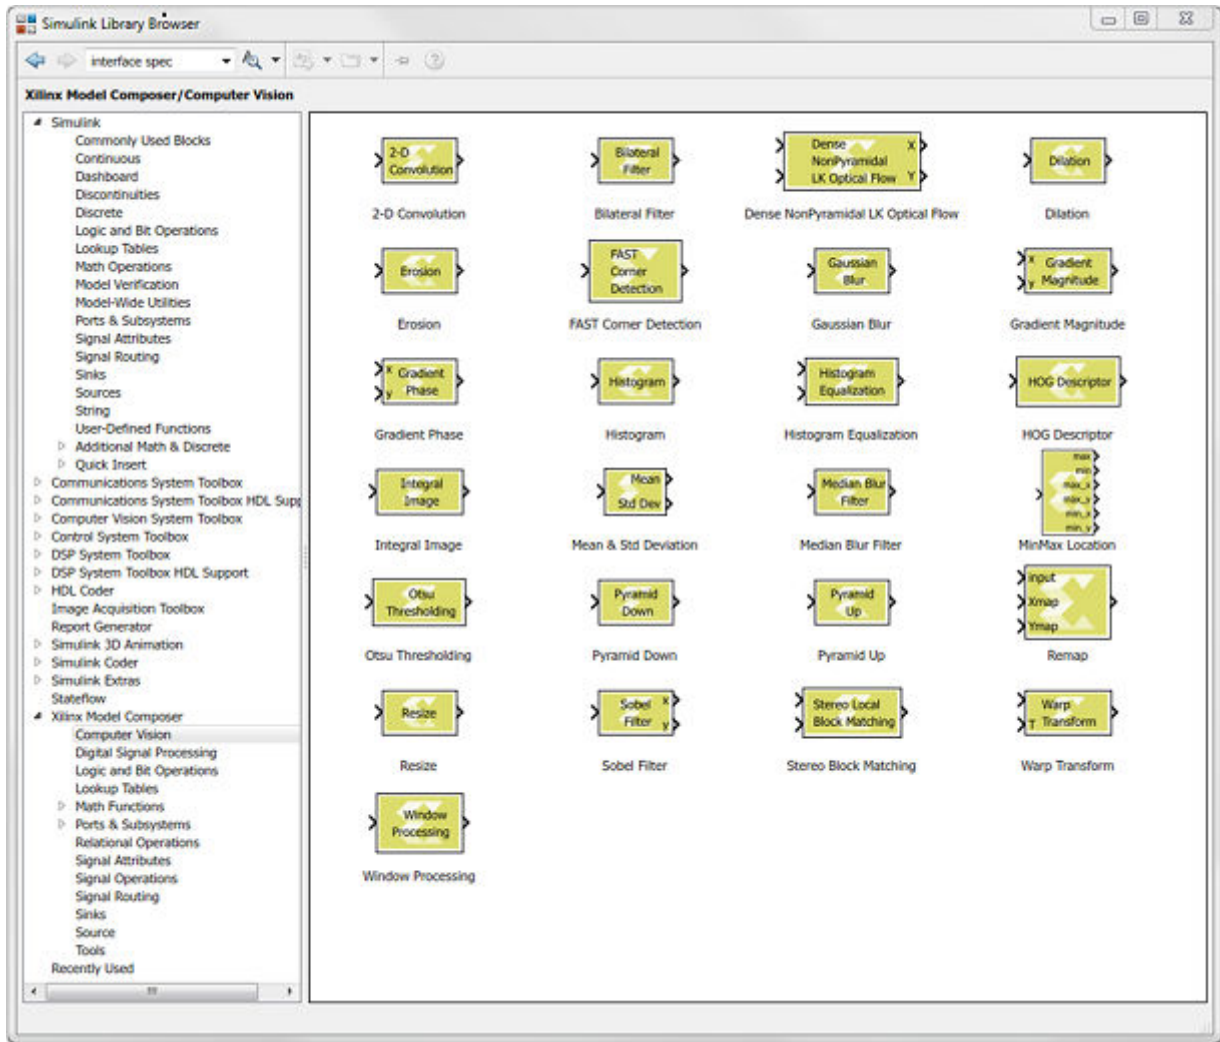 Simulink Library Browser
interface spec
Xilinx Model Composer/Computer Vision
Simulink
Commonly Used Blocks
Continuous
Dashboard
Discontinuities
Discrete
Logic and Bit Operations
Lookup Tables
Math Operations
Model Verification
Model-Wide Utilities
Ports & Subsystems
Signal Attributes
Signal Routing
Sinks
Sources
String
User-Defined Functions
Additional Math & Discrete
Quick Insert
Communications System Toolbox
Communications System Toolbox HDL Supp
Computer Vision System Toolbox
Control System Toolbox
DSP System Toolbox
DSP System Toolbox HDL Support
HDL Coder
Image Acquisition Toolbox
Report Generator
Simulink 3D Animation
Simulink Coder
Simulink Extras
Stateflow
Xilinx Model Composer
Computer Vision
Digital Signal Processing
Logic and Bit Operations
Lookup Tables
Math Functions
Ports & Subsystems
Relational Operations
Signal Attributes
Signal Operations
Signal Routing
Sinks
Source
Tools
Recently Used
2-D
Convolution
2-D Convolution
Bilateral
Filter
Bilateral Filter
Dense X
NonPyramidal
LK Optical Flow Y
Dense NonPyramidal LK Optical Flow
Dilation
Dilation
Erosion
Erosion
FAST
Corner
Detection
FAST Corner Detection
Gaussian
Blur
Gaussian Blur
x Gradient
y Magnitude
Gradient Magnitude
x Gradient
y Phase
Gradient Phase
Histogram
Histogram
Histogram
Equalization
Histogram Equalization
HOG Descriptor
HOG Descriptor
Integral
Image
Integral Image
Mean
Std Dev
Mean & Std Deviation
Median Blur
Filter
Median Blur Filter
max
min
max_x
max_y
min_x
min_y
MinMax Location
Otsu
Thresholding
Otsu Thresholding
Pyramid
Down
Pyramid Down
Pyramid
Up
Pyramid Up
input
Xmap
Ymap
Remap
Resize
Resize
Sobel x
Filter y
Sobel Filter
Stereo Local
Block Matching
Stereo Block Matching
Warp
T Transform
Warp Transform
Window
Processing
Window Processing